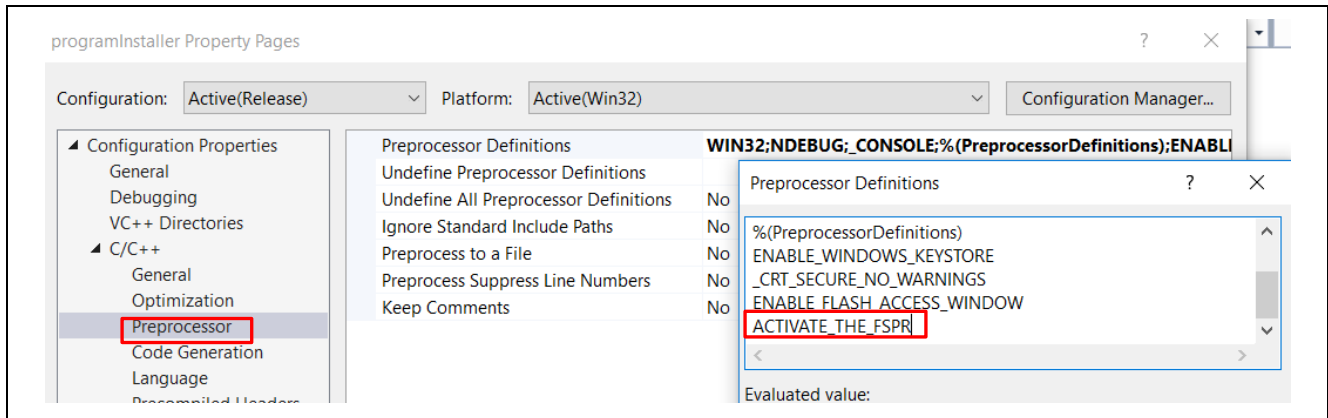 programInstaller Property Pages ? ×
Configuration: Active(Release) Platform: Active(Win32) Configuration Manager...
Configuration Properties
General
Debugging
VC++ Directories
C/C++
General
Optimization
Preprocessor
Code Generation
Language
Precompiled Headers
Preprocessor Definitions WIN32;NDEBUG;_CONSOLE;%(PreprocessorDefinitions);ENABLI
Undefine Preprocessor Definitions
Undefine All Preprocessor Definitions No
Ignore Standard Include Paths No
Preprocess to a File No
Preprocess Suppress Line Numbers No
Keep Comments No
Preprocessor Definitions ? ×
%(PreprocessorDefinitions)
ENABLE_WINDOWS_KEYSTORE
_CRT_SECURE_NO_WARNINGS
ENABLE_FLASH_ACCESS_WINDOW
ACTIVATE_THE_FSPR
Evaluated value: